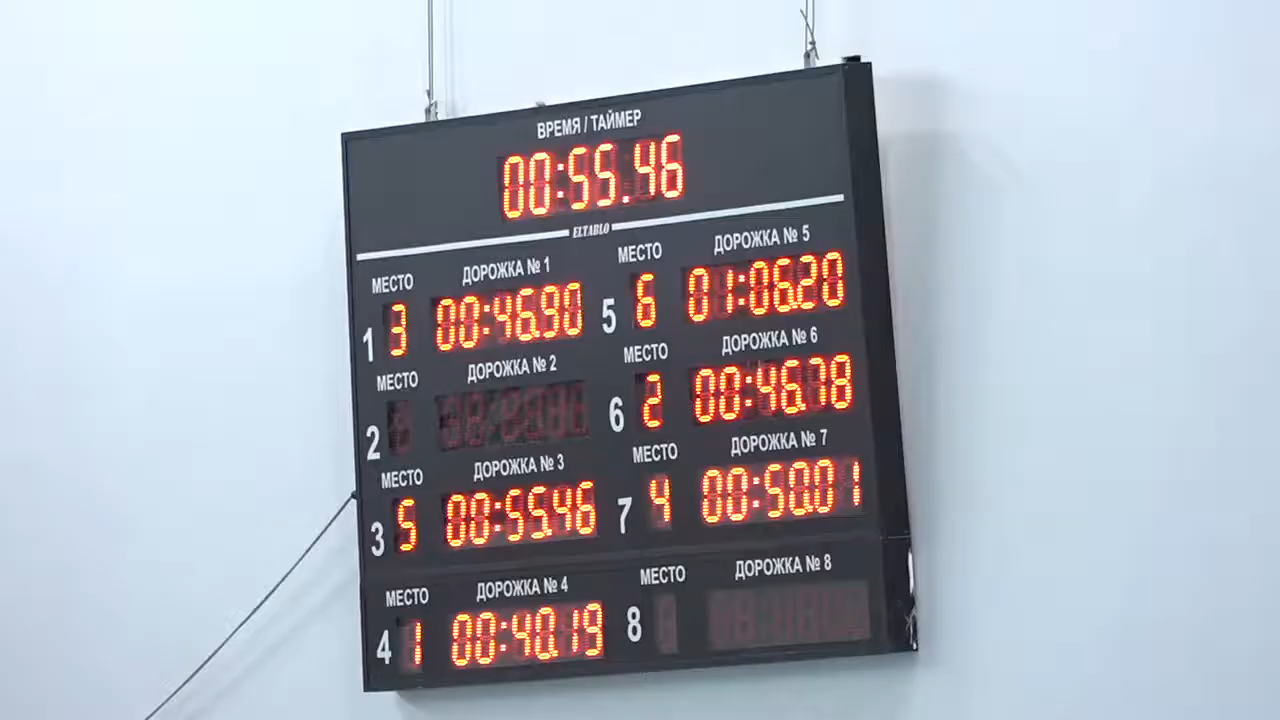 ВРЕМЯ / ТАЙМЕР
00:55.46
ELTABLO
МЕСТО ДОРОЖКА № 1
1 3 00:46.90
МЕСТО ДОРОЖКА № 2
2
МЕСТО ДОРОЖКА № 3
3 5 00:55.46
МЕСТО ДОРОЖКА № 4
4 1 00:40.19
МЕСТО ДОРОЖКА № 5
5 6 01:06.20
МЕСТО ДОРОЖКА № 6
6 2 00:46.78
МЕСТО ДОРОЖКА № 7
7 4 00:50.01
МЕСТО ДОРОЖКА № 8
8